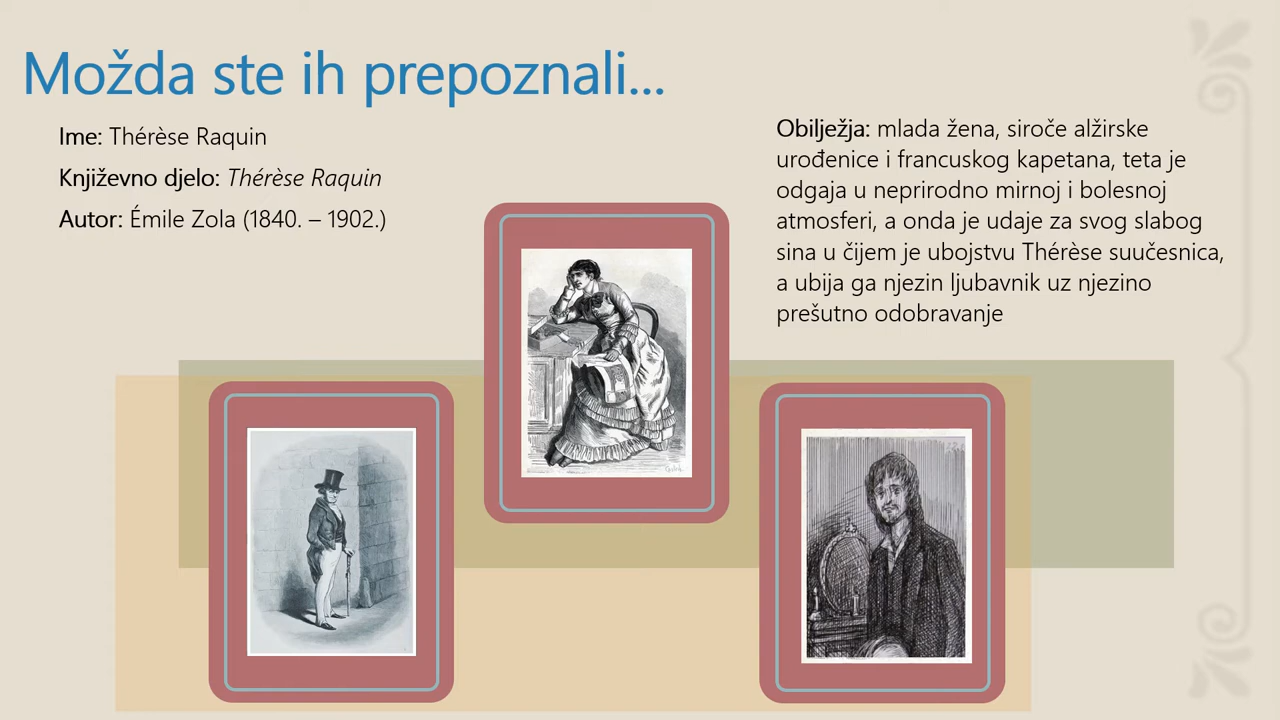 Možda ste ih prepoznali...
Ime: Thérèse Raquin
Književno djelo: Thérèse Raquin
Autor: Émile Zola (1840. – 1902.)
Obilježja: mlada žena, siroče alžirske
urođenice i francuskog kapetana, teta je
odgaja u neprirodno mirnoj i bolesnoj
atmosferi, a onda je udaje za svog slabog
sina u čijem je ubojstvu Thérèse suučesnica,
a ubija ga njezin ljubavnik uz njezino
prešutno odobravanje